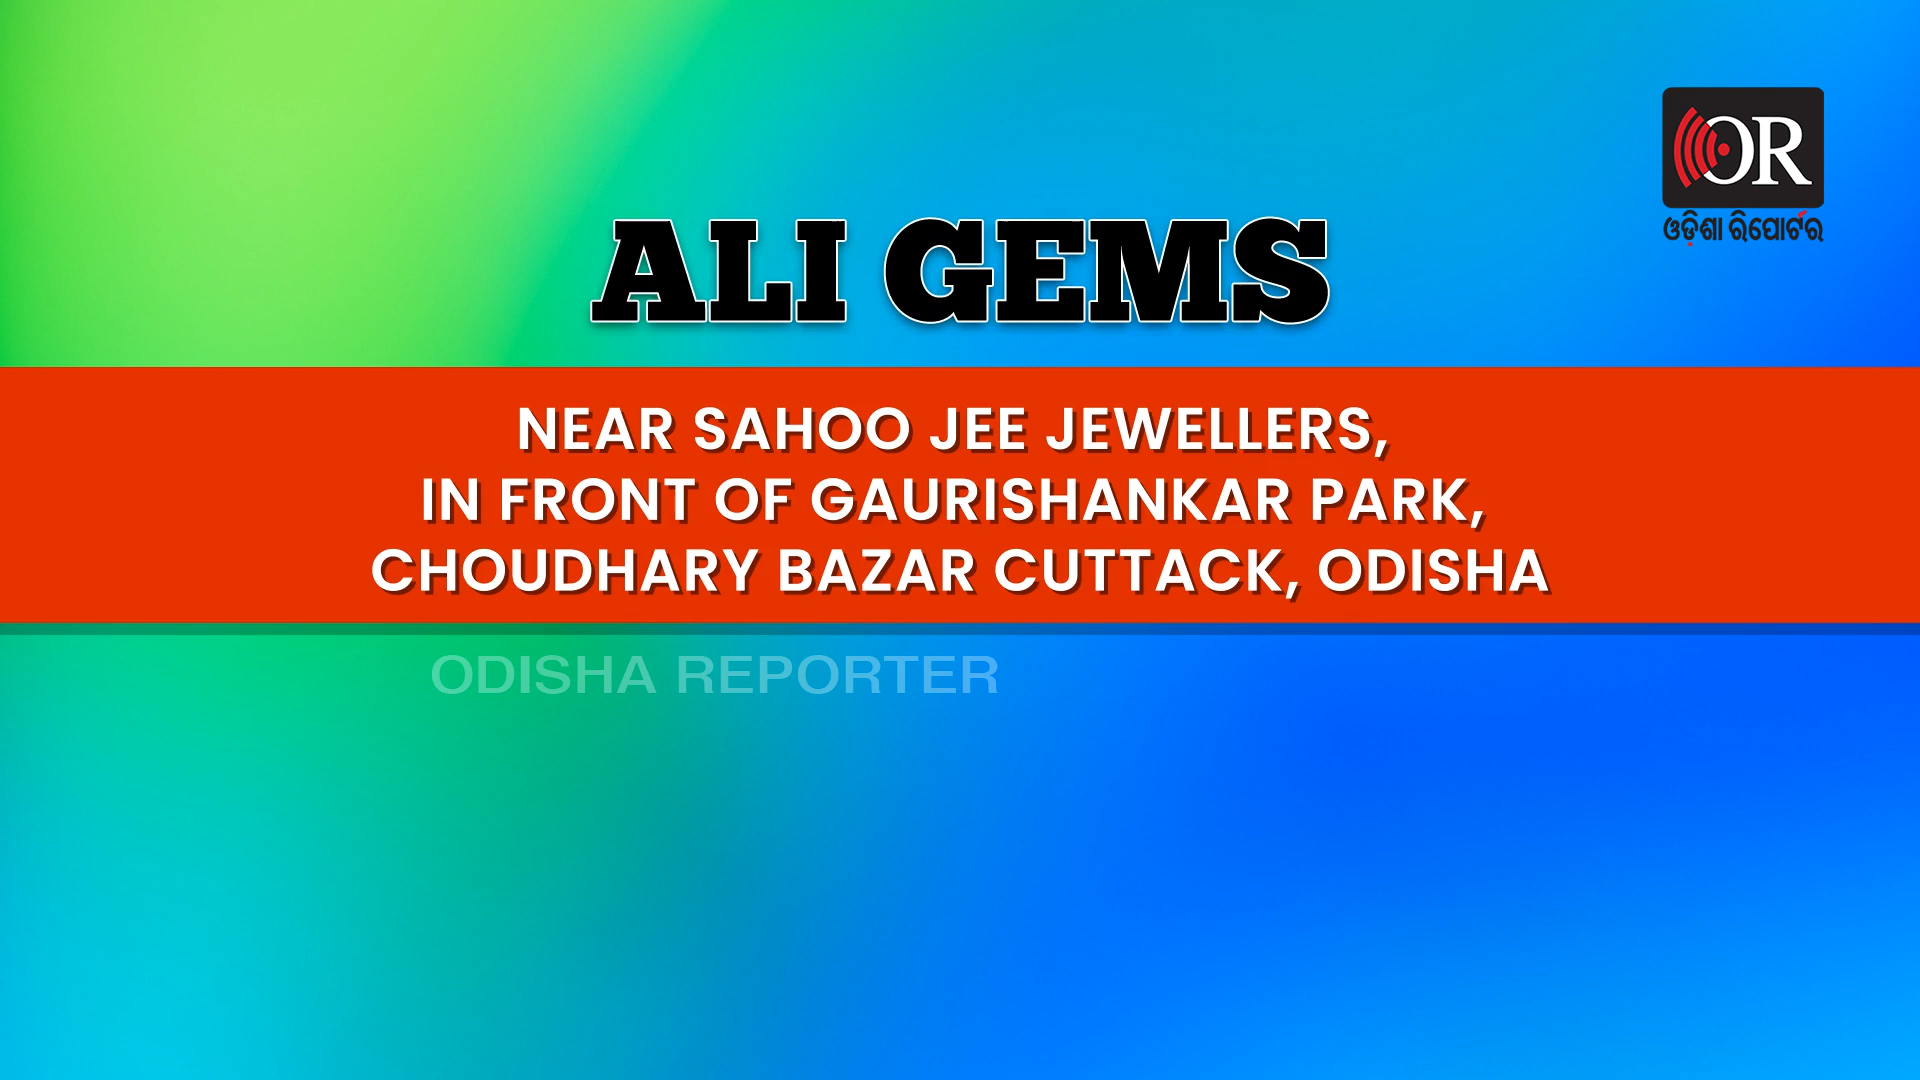 OR
ଓଡ଼ିଶା ରିପୋର୍ଟର
ALI GEMS
NEAR SAHOO JEE JEWELLERS,
IN FRONT OF GAURISHANKAR PARK,
CHOUDHARY BAZAR CUTTACK, ODISHA
ODISHA REPORTER